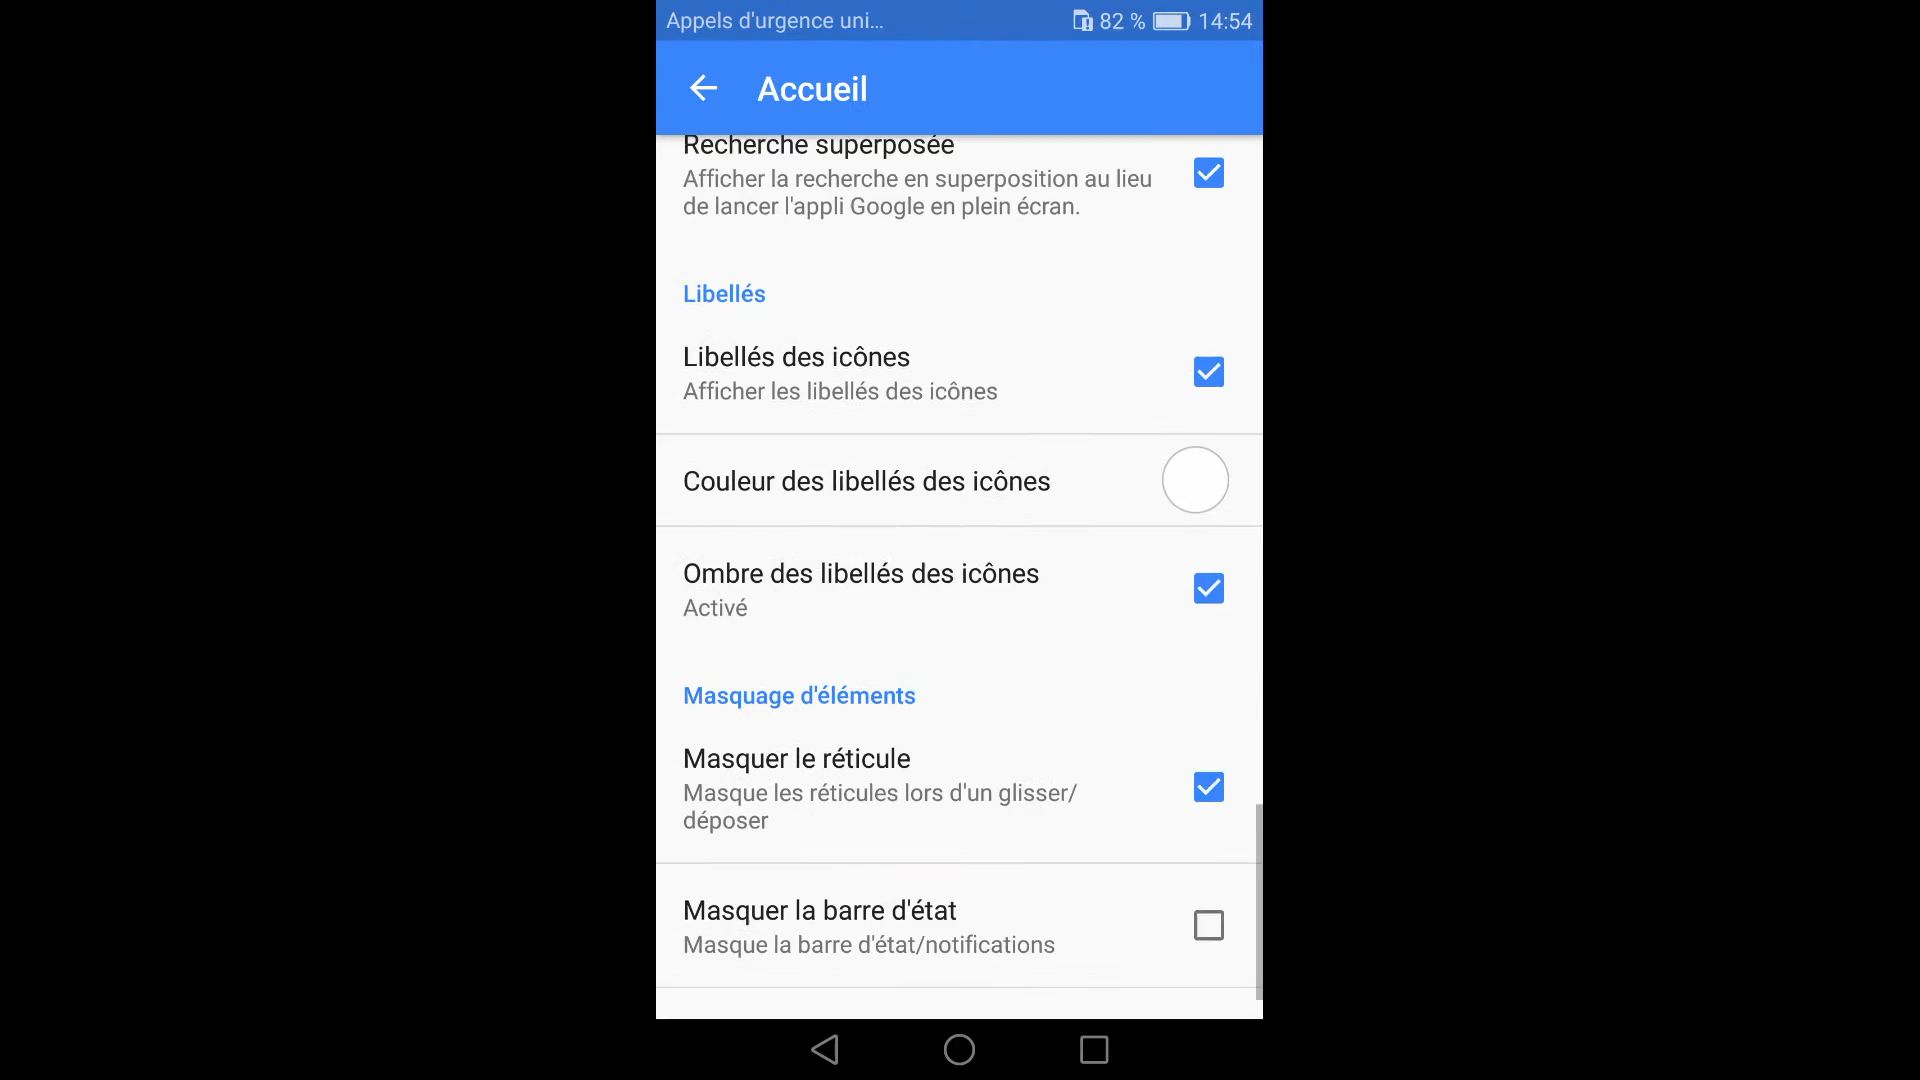 Appels d'urgence uni...
82 %
14:54
Accueil
Recherche superposée
Afficher la recherche en superposition au lieu
de lancer l'appli Google en plein écran.
Libellés
Libellés des icônes
Afficher les libellés des icônes
Couleur des libellés des icônes
Ombre des libellés des icônes
Activé
Masquage d'éléments
Masquer le réticule
Masque les réticules lors d'un glisser/
déposer
Masquer la barre d'état
Masque la barre d'état/notifications